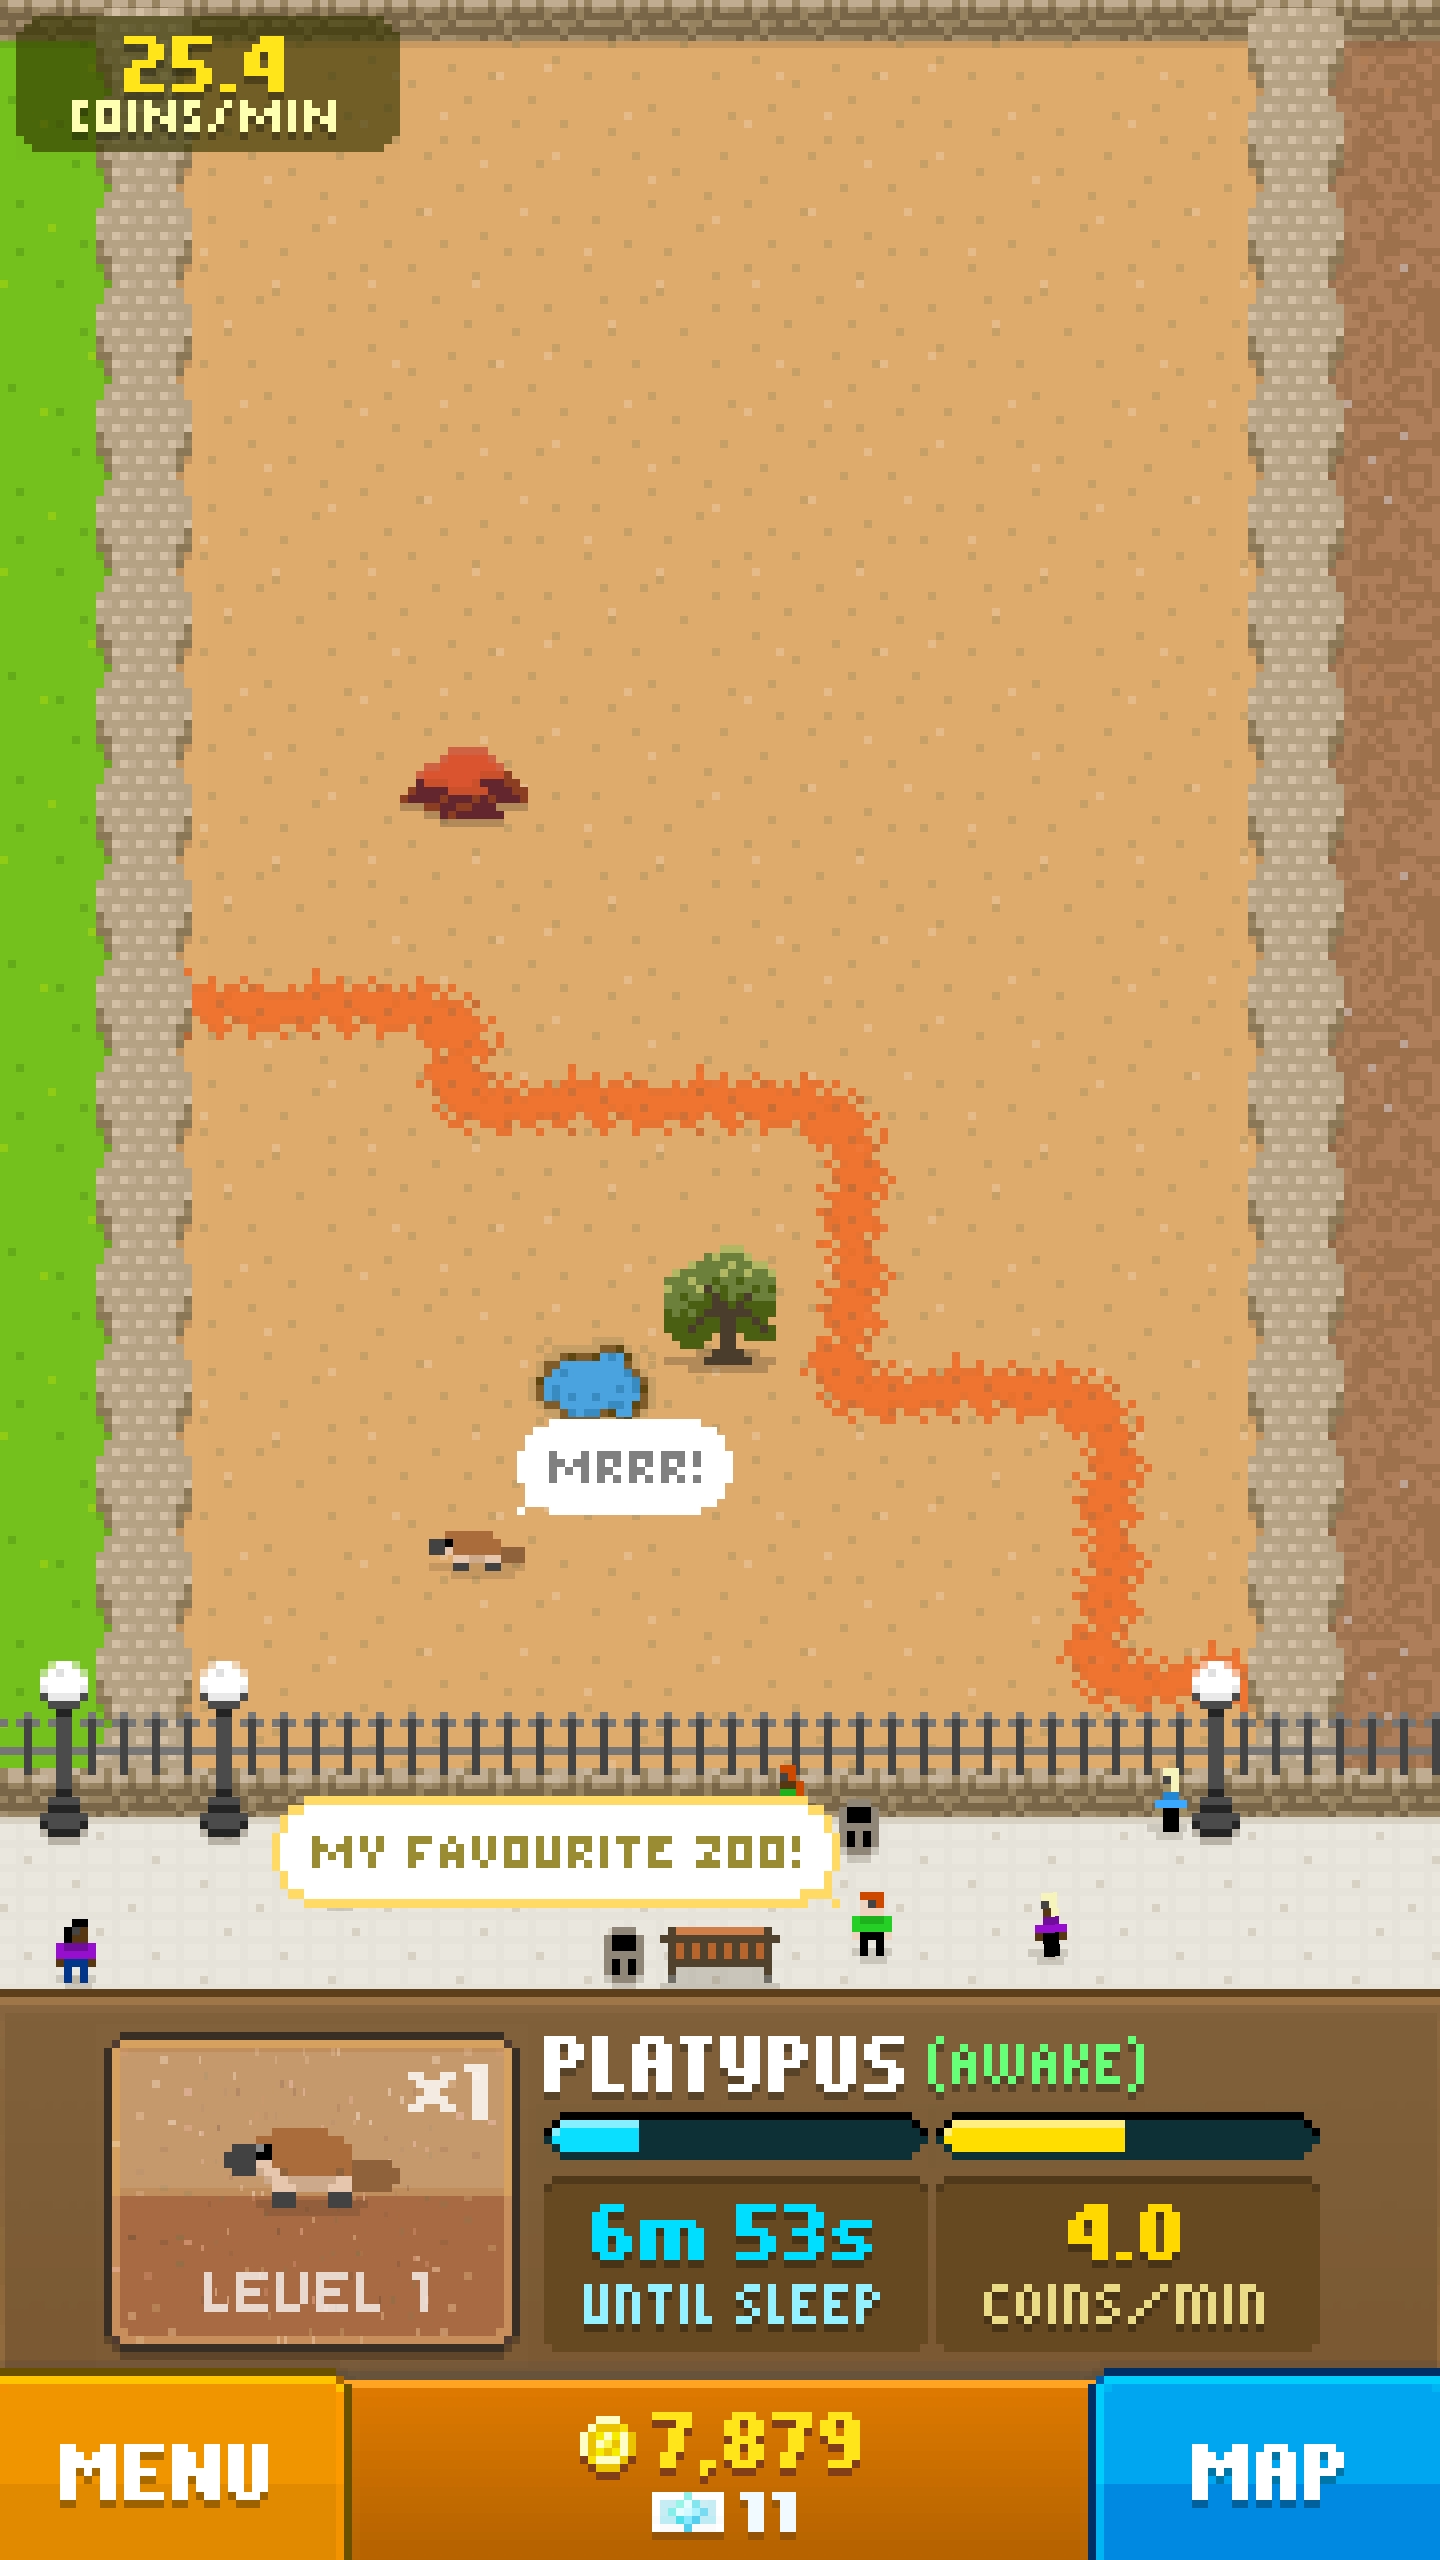 25.4
COINS/MIN
MRRR!
MY FAVOURITE ZOO!
PLATYPUS (AWAKE)
x1
LEVEL 1
6m 53s
UNTIL SLEEP
4.0
COINS/MIN
MENU
7,879
11
MAP